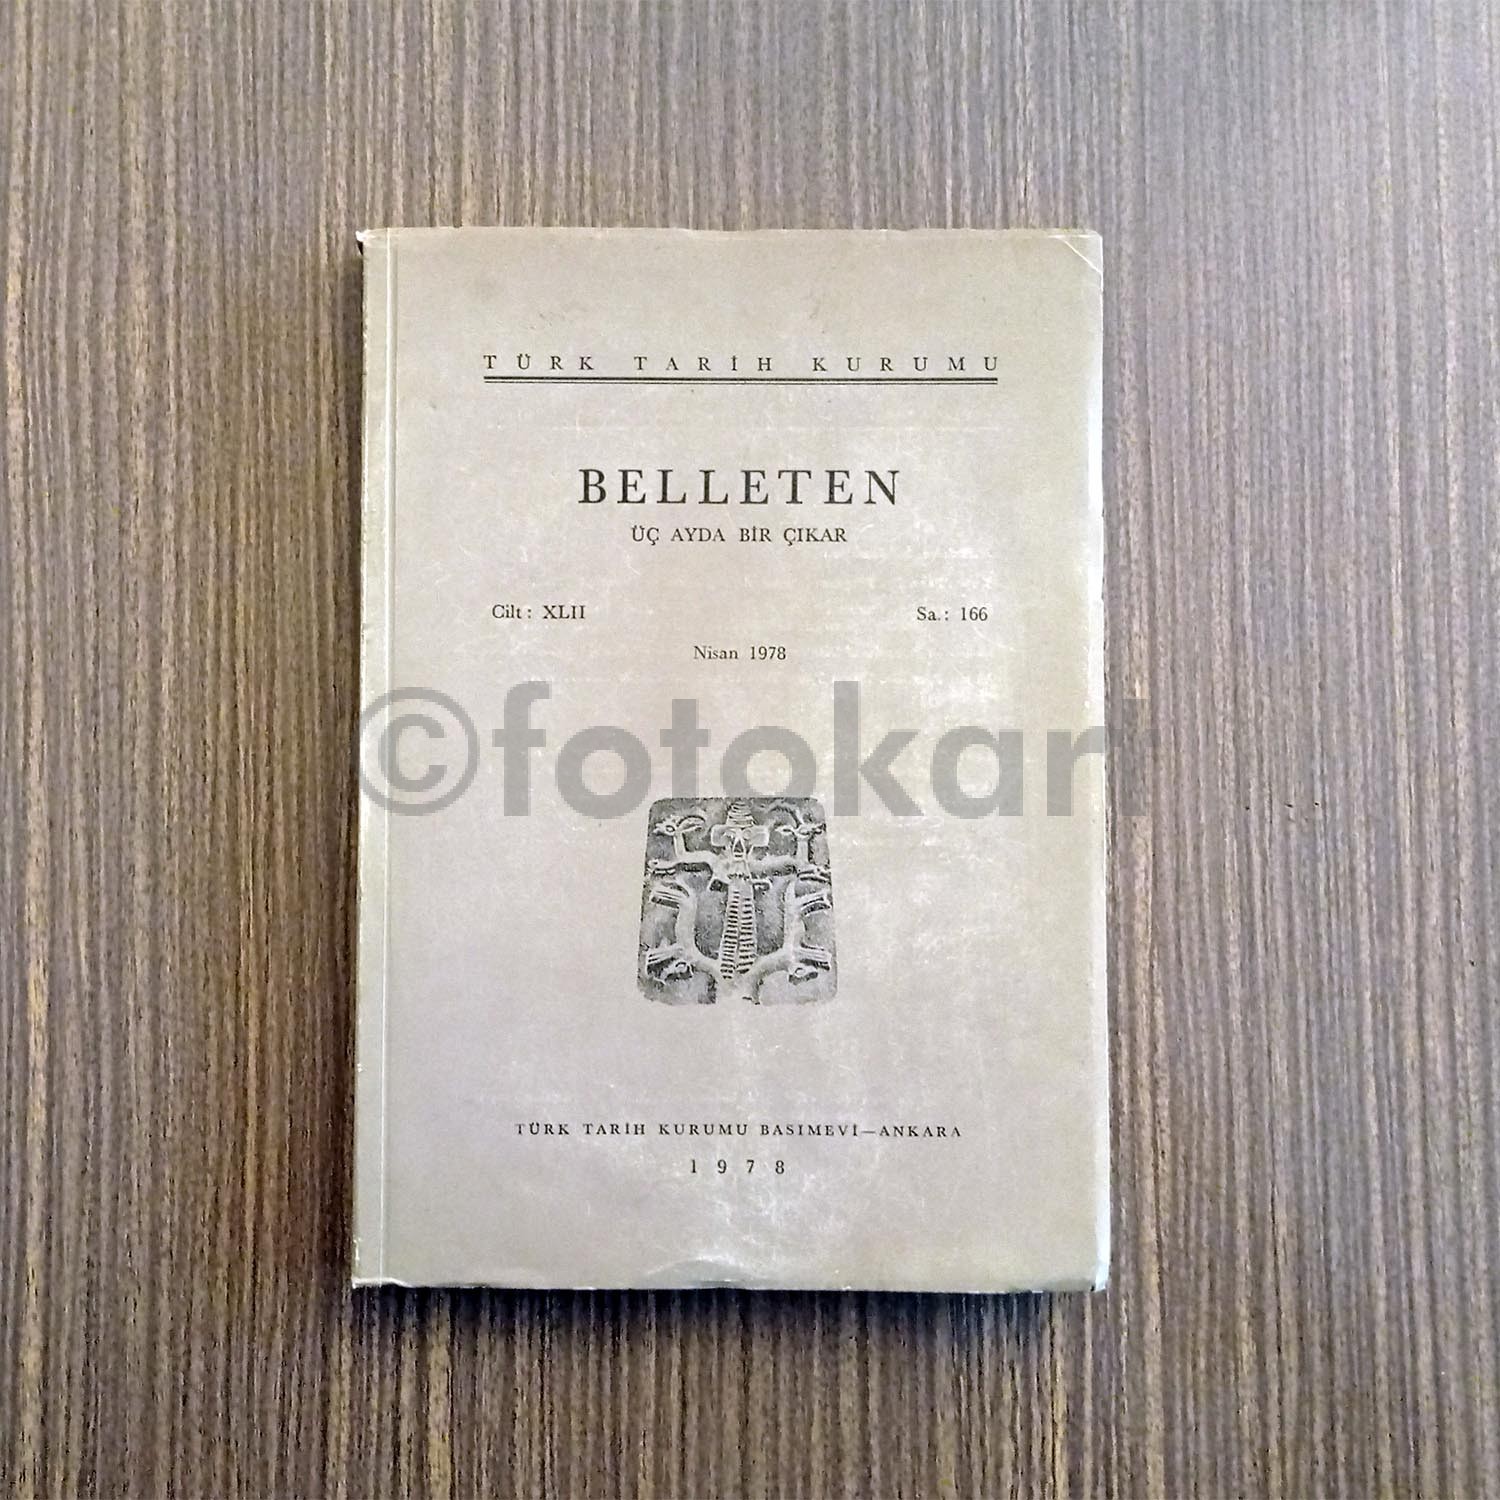 TÜRK TARİH KURUMU
BELLETEN
ÜÇ AYDA BİR ÇIKAR
Cilt: XLII Sa.: 166
Nisan 1978
©fotokart
TÜRK TARİH KURUMU BASIMEVİ—ANKARA
1978